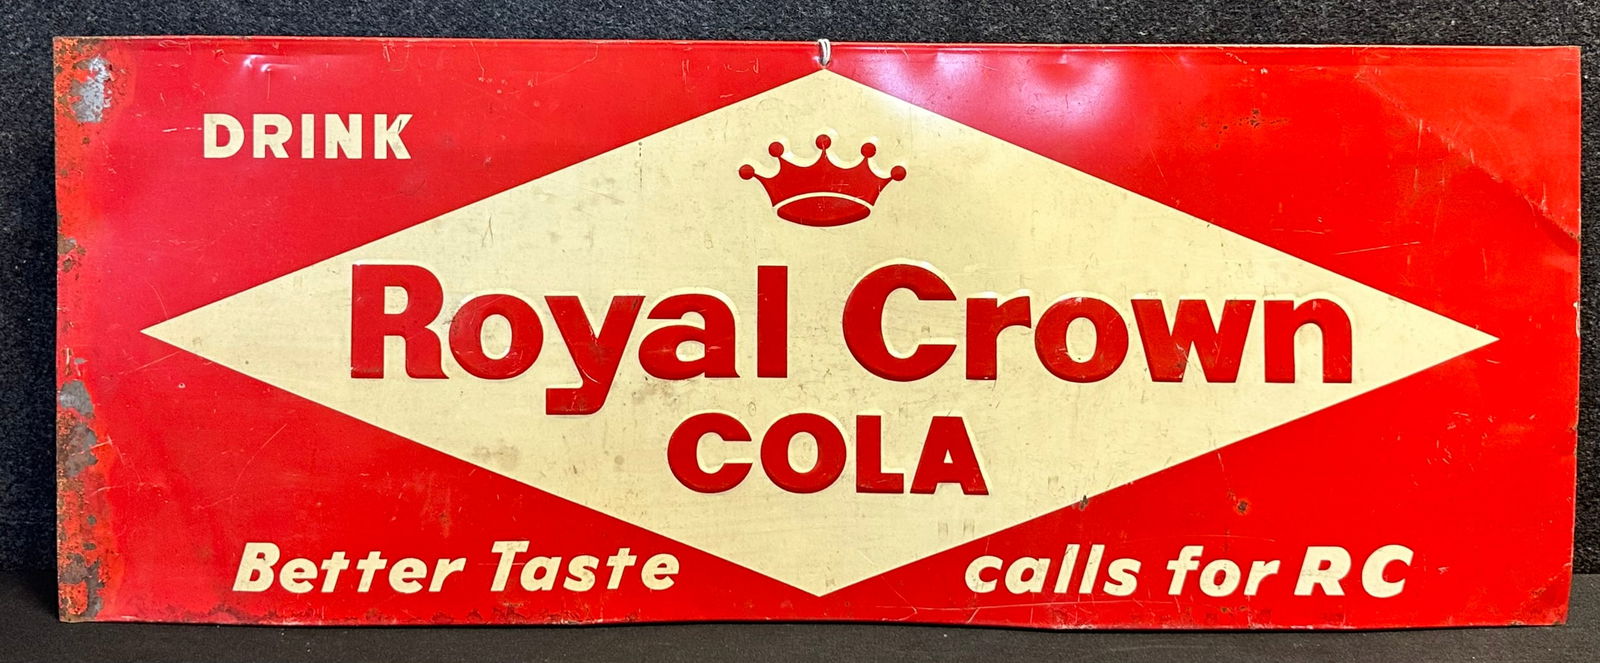 DRINK
Royal Crown
COLA
Better Taste calls for RC